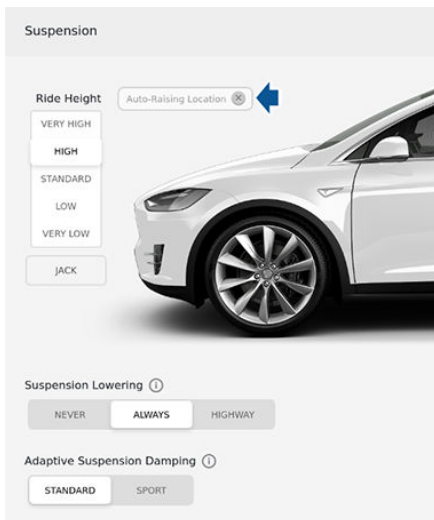 Suspension
Ride Height
Auto-Raising Location
VERY HIGH
HIGH
STANDARD
LOW
VERY LOW
JACK
Suspension Lowering
NEVER ALWAYS HIGHWAY
Adaptive Suspension Damping
STANDARD SPORT